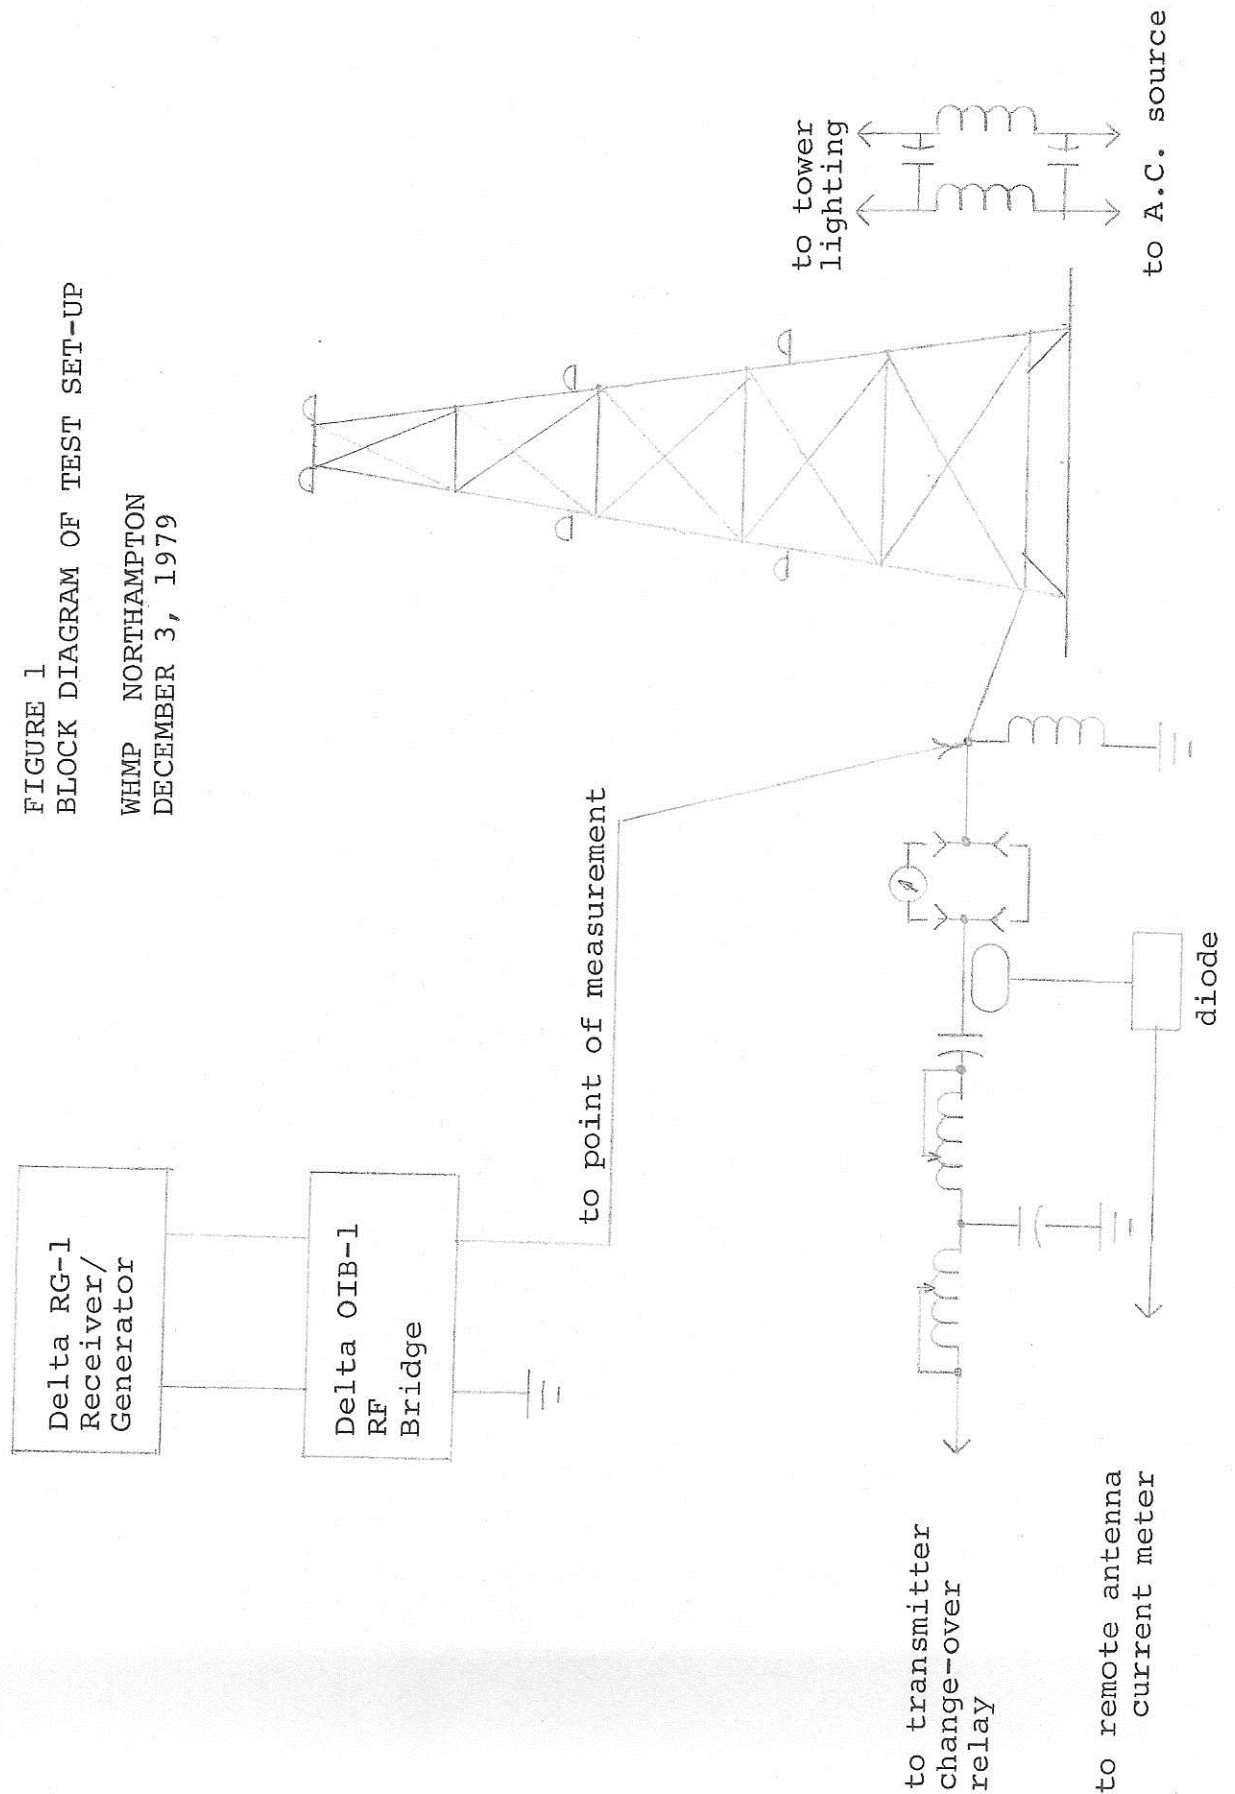 FIGURE 1
BLOCK DIAGRAM OF TEST SET-UP
WHMP NORTHAMPTON
DECEMBER 3, 1979
Delta RG-1
Receiver/
Generator
Delta OIB-1
RF
Bridge
to point of measurement
to tower
lighting
to A.C. source
A
diode
to transmitter
change-over
relay
to remote antenna
current meter